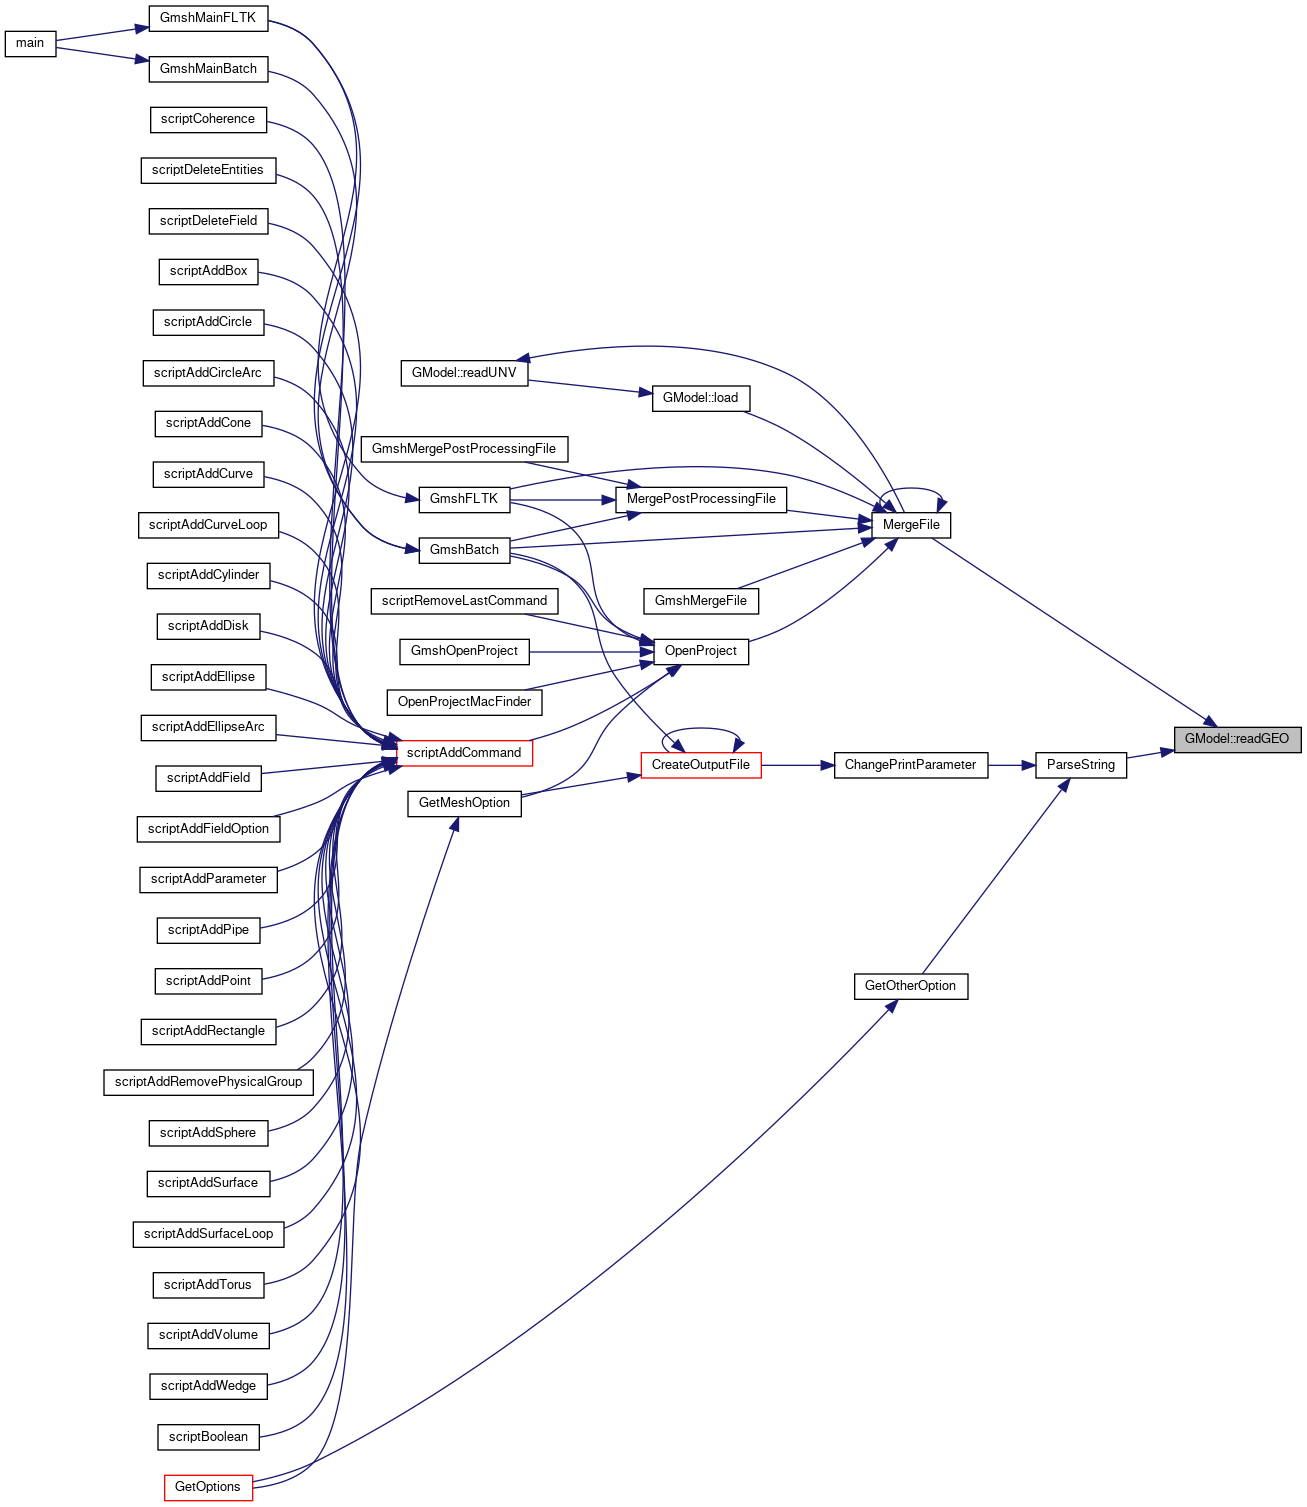 main
GmshMainFLTK
GmshMainBatch
scriptCoherence
scriptDeleteEntities
scriptDeleteField
scriptAddBox
scriptAddCircle
scriptAddCircleArc
scriptAddCone
scriptAddCurve
scriptAddCurveLoop
scriptAddCylinder
scriptAddDisk
scriptAddEllipse
scriptAddEllipseArc
scriptAddField
scriptAddFieldOption
scriptAddParameter
scriptAddPipe
scriptAddPoint
scriptAddRectangle
scriptAddRemovePhysicalGroup
scriptAddSphere
scriptAddSurface
scriptAddSurfaceLoop
scriptAddTorus
scriptAddVolume
scriptAddWedge
scriptBoolean
GetOptions
GModel::readUNV
GmshMergePostProcessingFile
GmshFLTK
GmshBatch
scriptRemoveLastCommand
GmshOpenProject
OpenProjectMacFinder
scriptAddCommand
GetMeshOption
GModel::load
MergePostProcessingFile
GmshMergeFile
OpenProject
CreateOutputFile
MergeFile
ChangePrintParameter
GetOtherOption
ParseString
GModel::readGEO